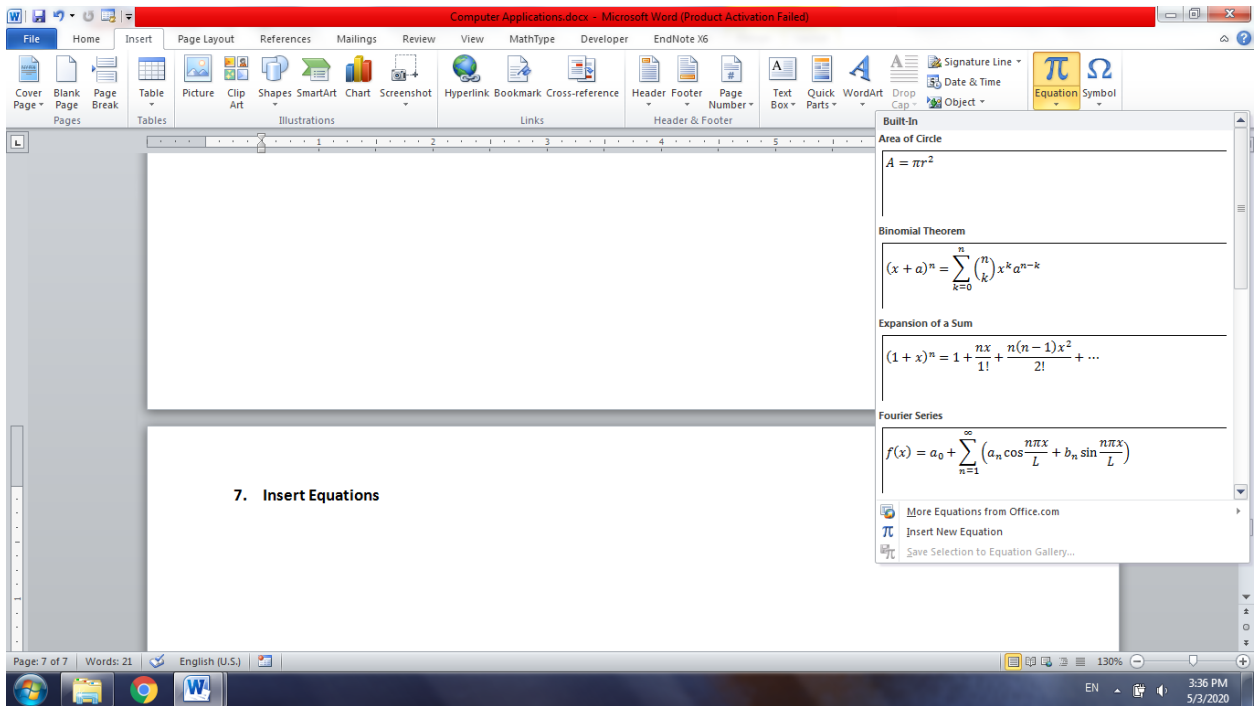 Computer Applications.docx - Microsoft Word (Product Activation Failed)
File Home Insert Page Layout References Mailings Review View MathType Developer EndNote X6
Cover Page
Blank Page
Page Break
Pages
Table
Tables
Picture
Clip Art
Shapes
SmartArt
Chart
Screenshot
Illustrations
Hyperlink
Bookmark
Cross-reference
Links
Header
Footer
Page Number
Header & Footer
Text Box
Quick Parts
WordArt
Drop Cap
Signature Line
Date & Time
Object
π
Equation
Ω
Symbol
L
1 2 3 4 5
Built-In
Area of Circle
A = πr²
Binomial Theorem
(x + a)ⁿ = ∑_{k=0}^{n} (n k) xᵏaⁿ⁻ᵏ
Expansion of a Sum
(1 + x)ⁿ = 1 + nx/1! + n(n − 1)x²/2! + ⋯
Fourier Series
f(x) = a₀ + ∑_{n=1}^{∞} (aₙ cos nπx/L + bₙ sin nπx/L)
More Equations from Office.com
π Insert New Equation
Save Selection to Equation Gallery...
7. Insert Equations
Page: 7 of 7 Words: 21 English (U.S.) 130%
EN 3:36 PM
5/3/2020